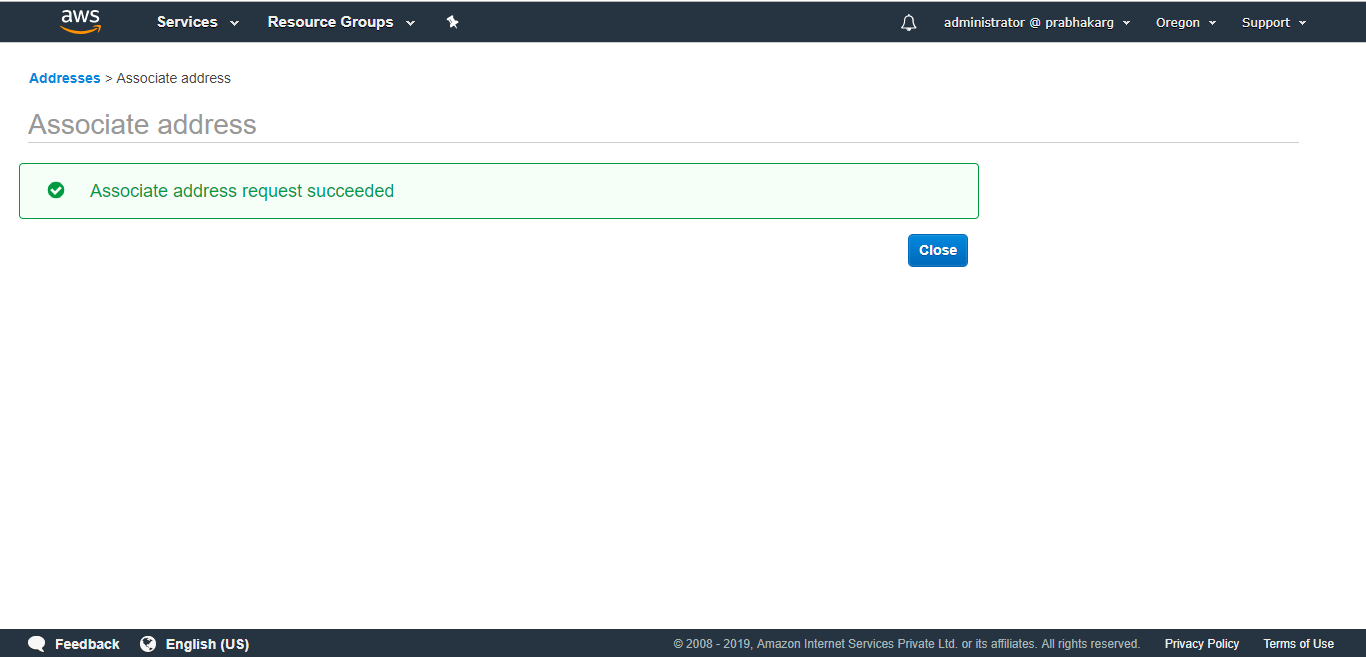 aws Services Resource Groups administrator @ prabhakarg Oregon Support
Addresses > Associate address
Associate address
Associate address request succeeded
Close
Feedback English (US) © 2008 - 2019, Amazon Internet Services Private Ltd. or its affiliates. All rights reserved. Privacy Policy Terms of Use